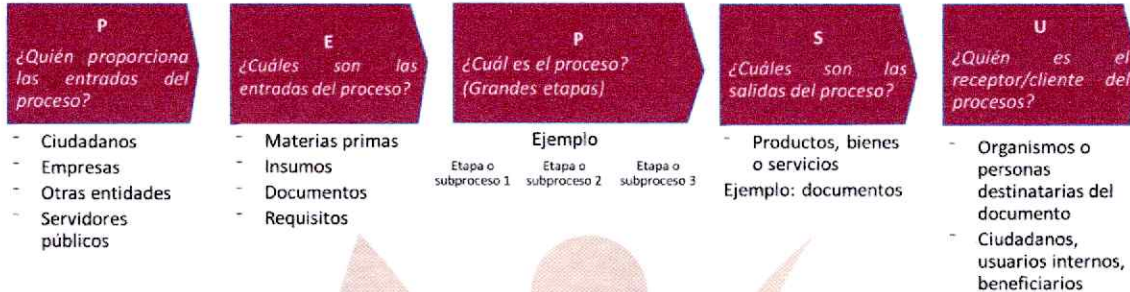 P
¿Quién proporciona
las entradas del
proceso?
- Ciudadanos
- Empresas
- Otras entidades
- Servidores
públicos
E
¿Cuáles son las
entradas del proceso?
- Materias primas
- Insumos
- Documentos
- Requisitos
P
¿Cuál es el proceso?
(Grandes etapas)
Ejemplo
Etapa o
subproceso 1
Etapa o
subproceso 2
Etapa o
subproceso 3
S
¿Cuáles son las
salidas del proceso?
- Productos, bienes
o servicios
Ejemplo: documentos
U
¿Quién es el
receptor/cliente del
procesos?
- Organismos o
personas
destinatarias del
documento
- Ciudadanos,
usuarios internos,
beneficiarios